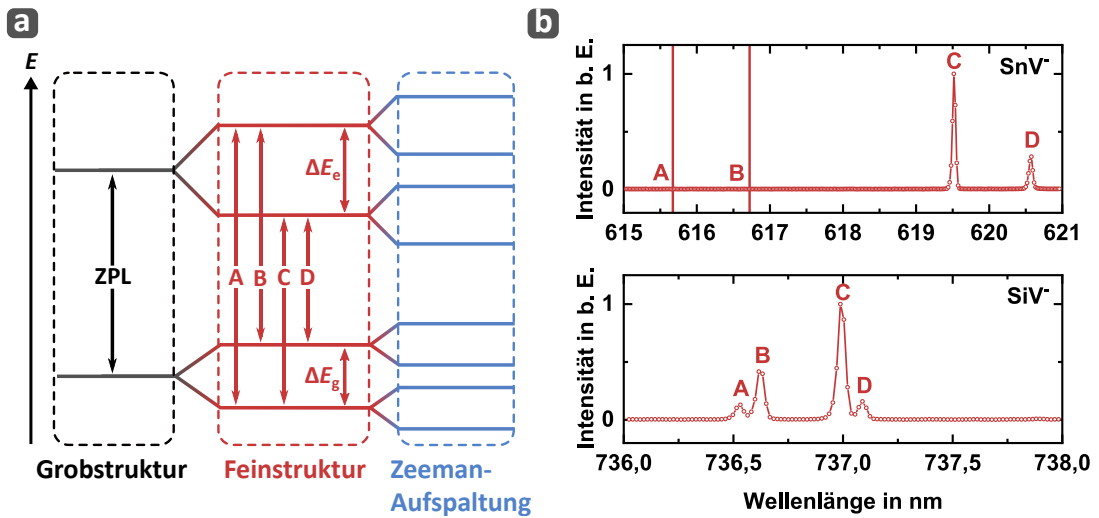 a
E
ZPL
A B C D
ΔEe
ΔEg
Grobstruktur
Feinstruktur
Zeeman-
Aufspaltung
b
Intensität in b. E.
1
0
A
B
C
D
SnV-
615 616 617 618 619 620 621
Intensität in b. E.
1
0
A
B
C
D
SiV-
736,0 736,5 737,0 737,5 738,0
Wellenlänge in nm